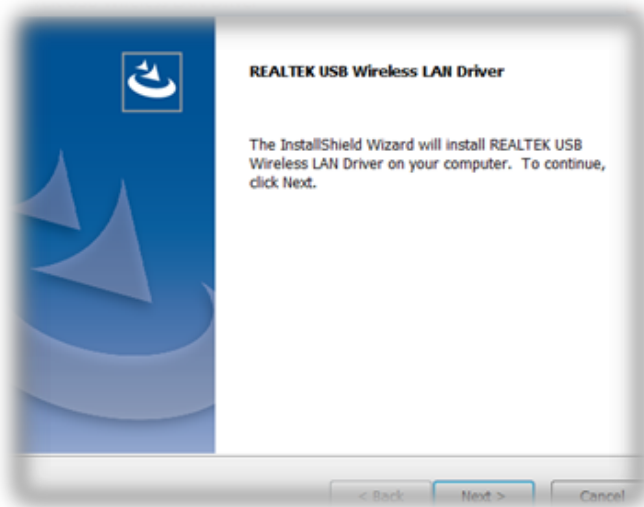 REALTEK USB Wireless LAN Driver
The InstallShield Wizard will install REALTEK USB
Wireless LAN Driver on your computer. To continue,
click Next.
< Back Next > Cancel